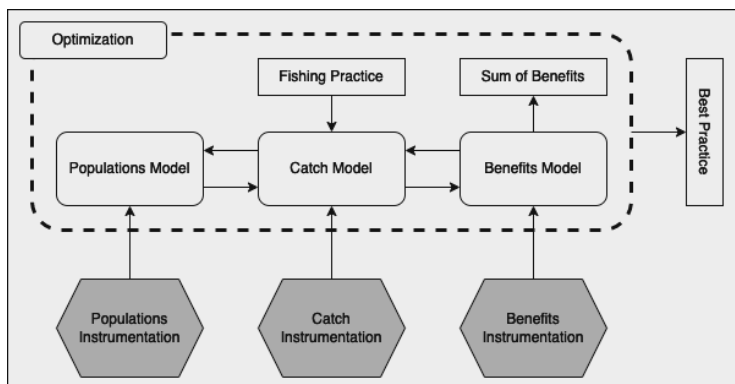 Optimization
Fishing Practice
Sum of Benefits
Best Practice
Populations Model
Catch Model
Benefits Model
Populations
Instrumentation
Catch
Instrumentation
Benefits
Instrumentation